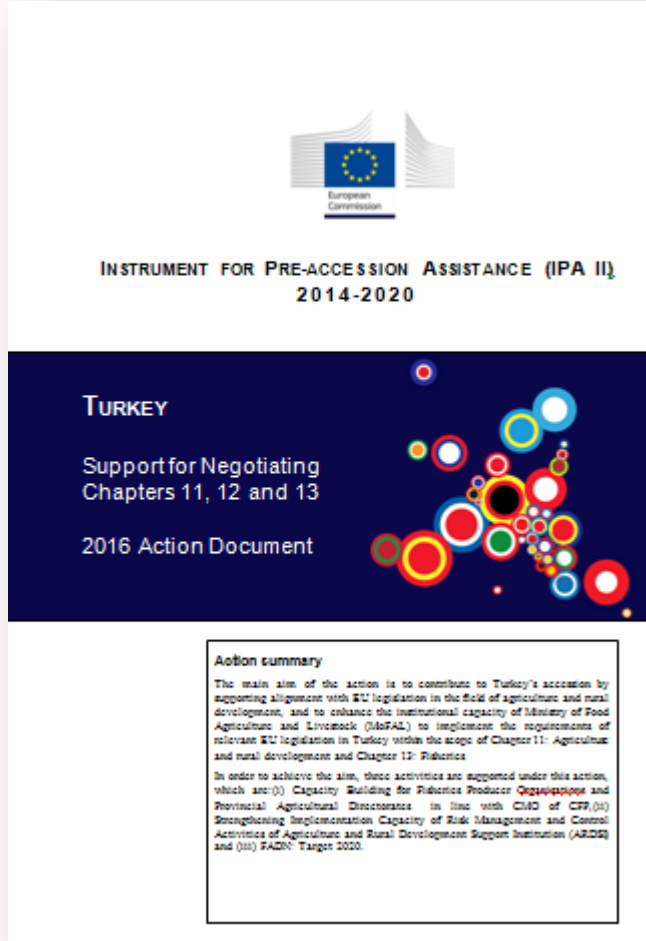 European
Commission
INSTRUMENT FOR PRE-ACCESSION ASSISTANCE (IPA II)
2014-2020
TURKEY
Support for Negotiating
Chapters 11, 12 and 13
2016 Action Document
Action summary
The main aim of the action is to contribute to Turkey's accession by
supporting alignment with EU legislation in the field of agriculture and rural
development, and to enhance the institutional capacity of Ministry of Food
Agriculture and Livestock (MoFAL) to implement the requirements of
relevant EU legislation in Turkey within the scope of Chapter 11: Agriculture
and rural development and Chapter 13: Fisheries
In order to achieve the aim, three activities are supported under this action,
which are:(i) Capacity Building for Fisheries Producer Organisations and
Provincial Agricultural Directorates in line with CMO of CFP,(ii)
Strengthening Implementation Capacity of Risk Management and Control
Activities of Agriculture and Rural Development Support Institution (ARDSI)
and (iii) FADN: Target 2020.